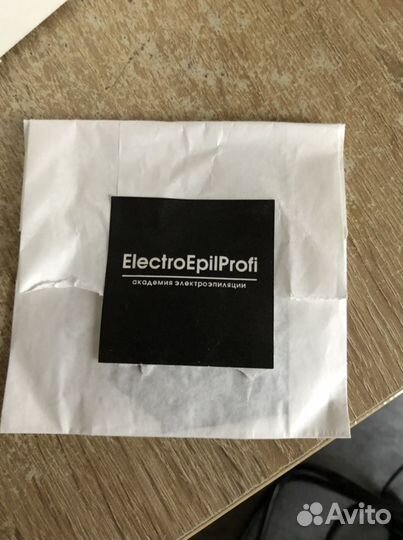 ElectroEpilProfi
академия электроэпиляции
Avito